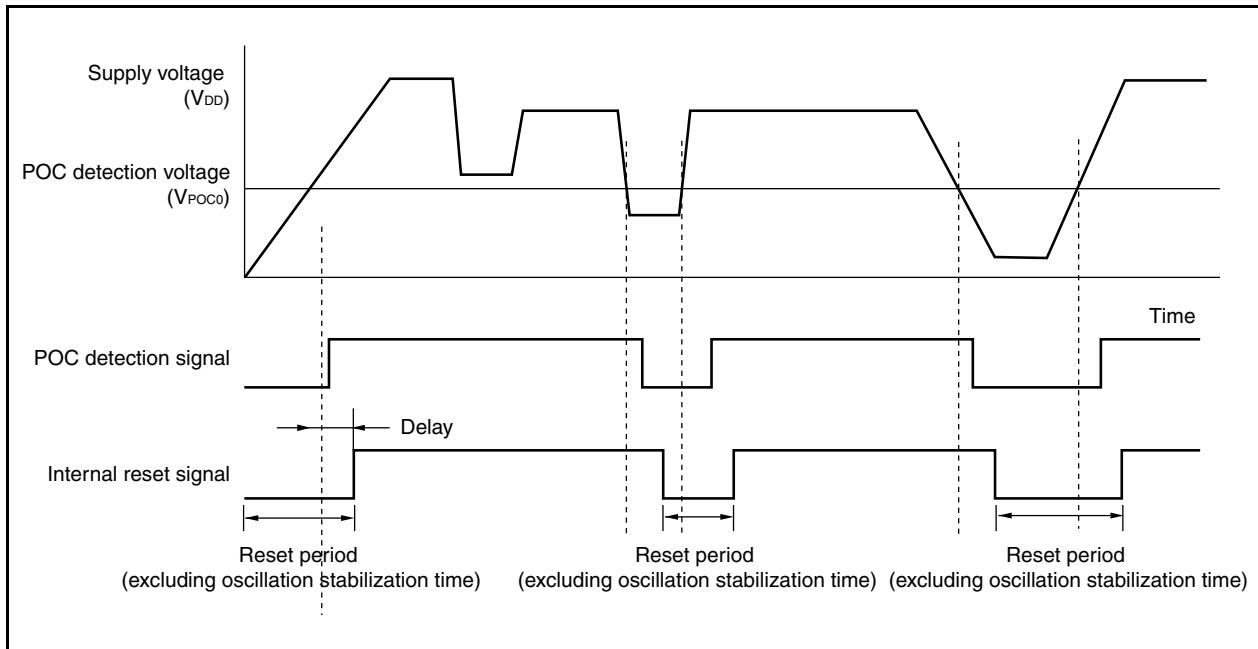 Supply voltage
(VDD)
POC detection voltage
(VPOC0)
Time
POC detection signal
Delay
Internal reset signal
Reset period
(excluding oscillation stabilization time)
Reset period
(excluding oscillation stabilization time)
Reset period
(excluding oscillation stabilization time)